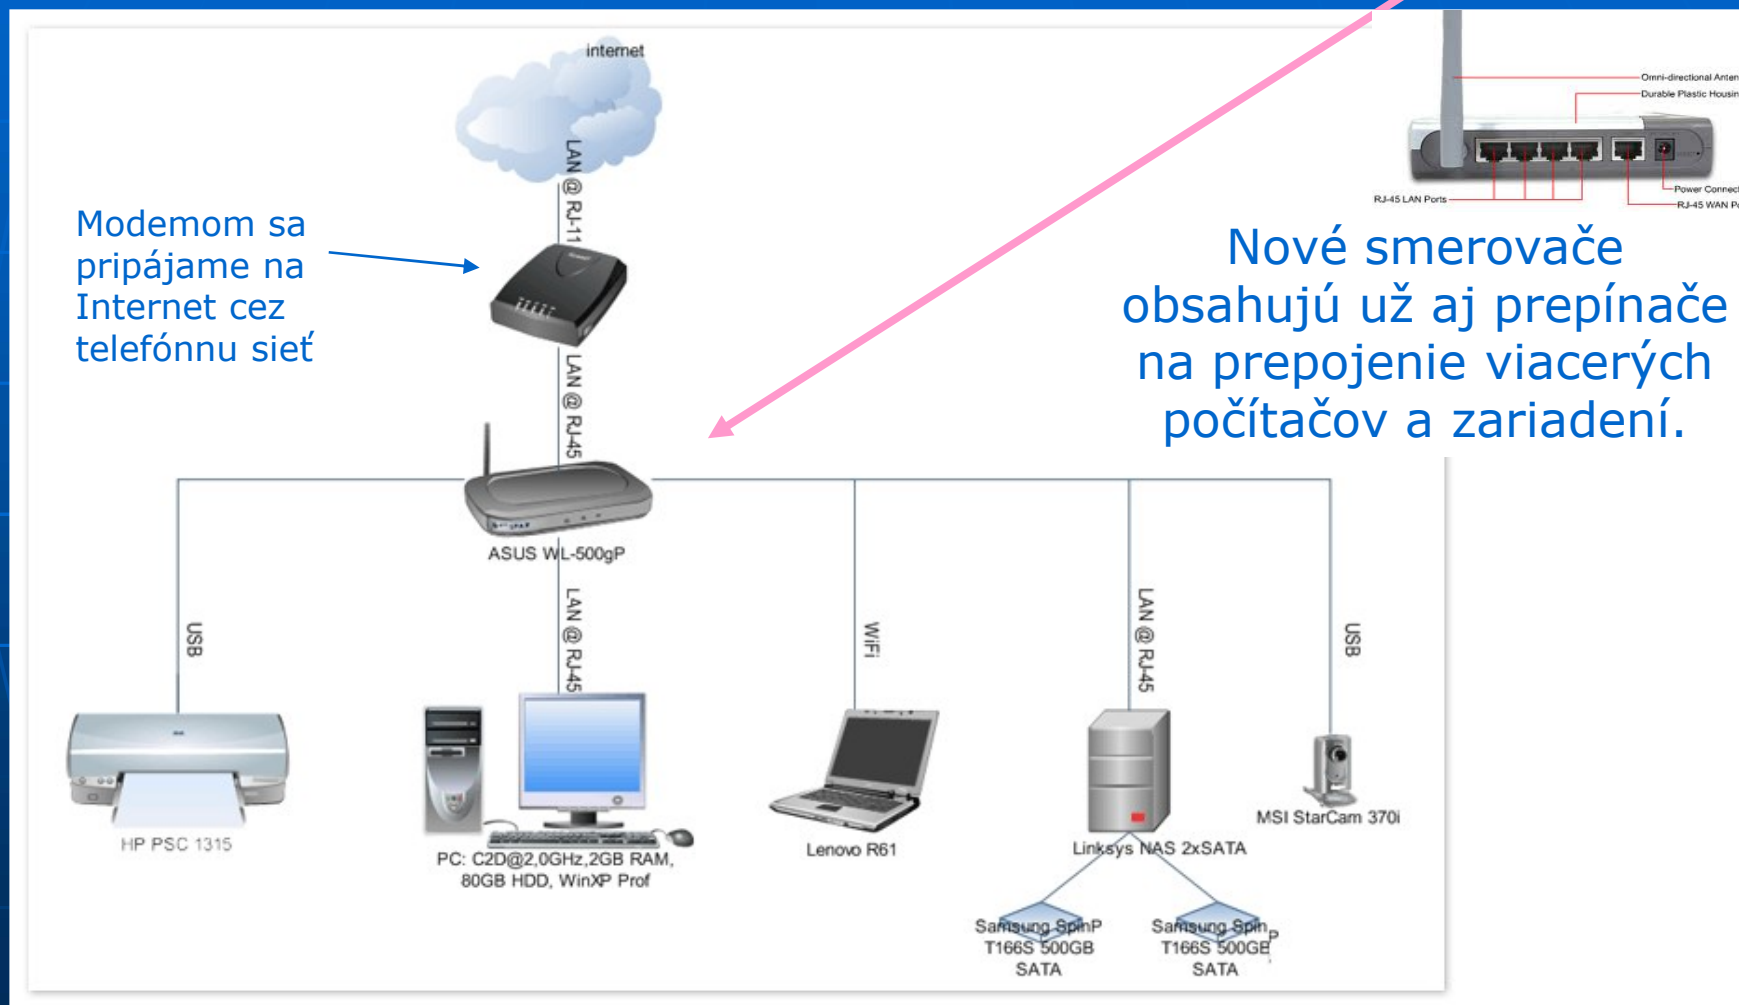 internet
LAN @ RJ-11
Omni-directional Anten
Durable Plastic Housin
RJ-45 LAN Ports
Power Connect
RJ-45 WAN Po
Modemom sa
pripájame na
Internet cez
telefónnu sieť
Nové smerovače
obsahujú už aj prepínače
na prepojenie viacerých
počítačov a zariadení.
LAN @ RJ-45
ASUS WL-500gP
USB
LAN @ RJ-45
WiFi
LAN @ RJ-45
USB
HP PSC 1315
PC: C2D@2,0GHz,2GB RAM,
80GB HDD, WinXP Prof
Lenovo R61
Linksys NAS 2xSATA
MSI StarCam 370i
Samsung SpinP
T166S 500GB
SATA
Samsung SpinP
T166S 500GB
SATA